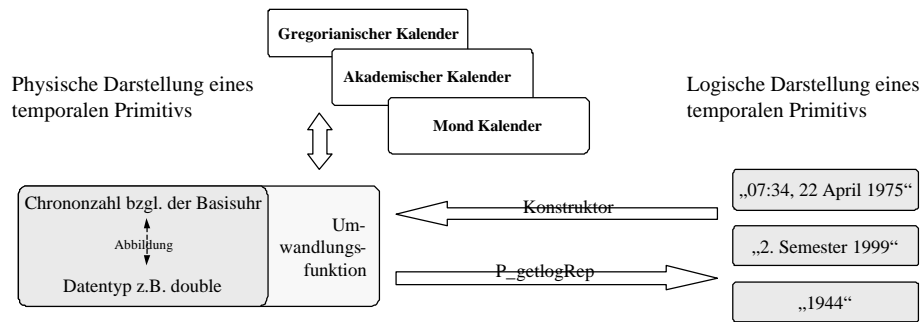 Gregorianischer Kalender
Akademischer Kalender
Mond Kalender
Physische Darstellung eines
temporalen Primitivs
Logische Darstellung eines
temporalen Primitivs
Chrononzahl bzgl. der Basisuhr
Abbildung
Datentyp z.B. double
Um-
wandlungs-
funktion
Konstruktor
P_getlogRep
„07:34, 22 April 1975“
„2. Semester 1999“
„1944“